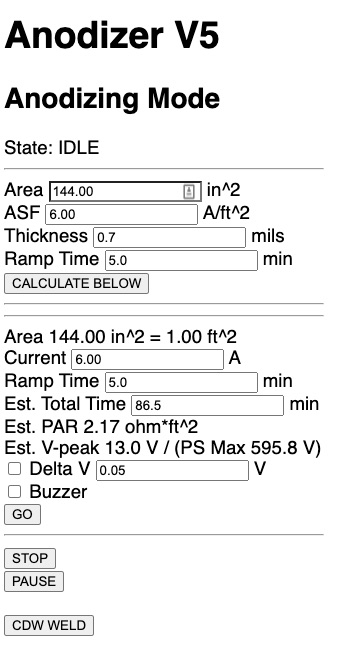 Anodizer V5
Anodizing Mode
State: IDLE
Area 144.00 in^2
ASF 6.00 A/ft^2
Thickness 0.7 mils
Ramp Time 5.0 min
CALCULATE BELOW
Area 144.00 in^2 = 1.00 ft^2
Current 6.00 A
Ramp Time 5.0 min
Est. Total Time 86.5 min
Est. PAR 2.17 ohm*ft^2
Est. V-peak 13.0 V / (PS Max 595.8 V)
Delta V 0.05 V
Buzzer
GO
STOP
PAUSE
CDW WELD